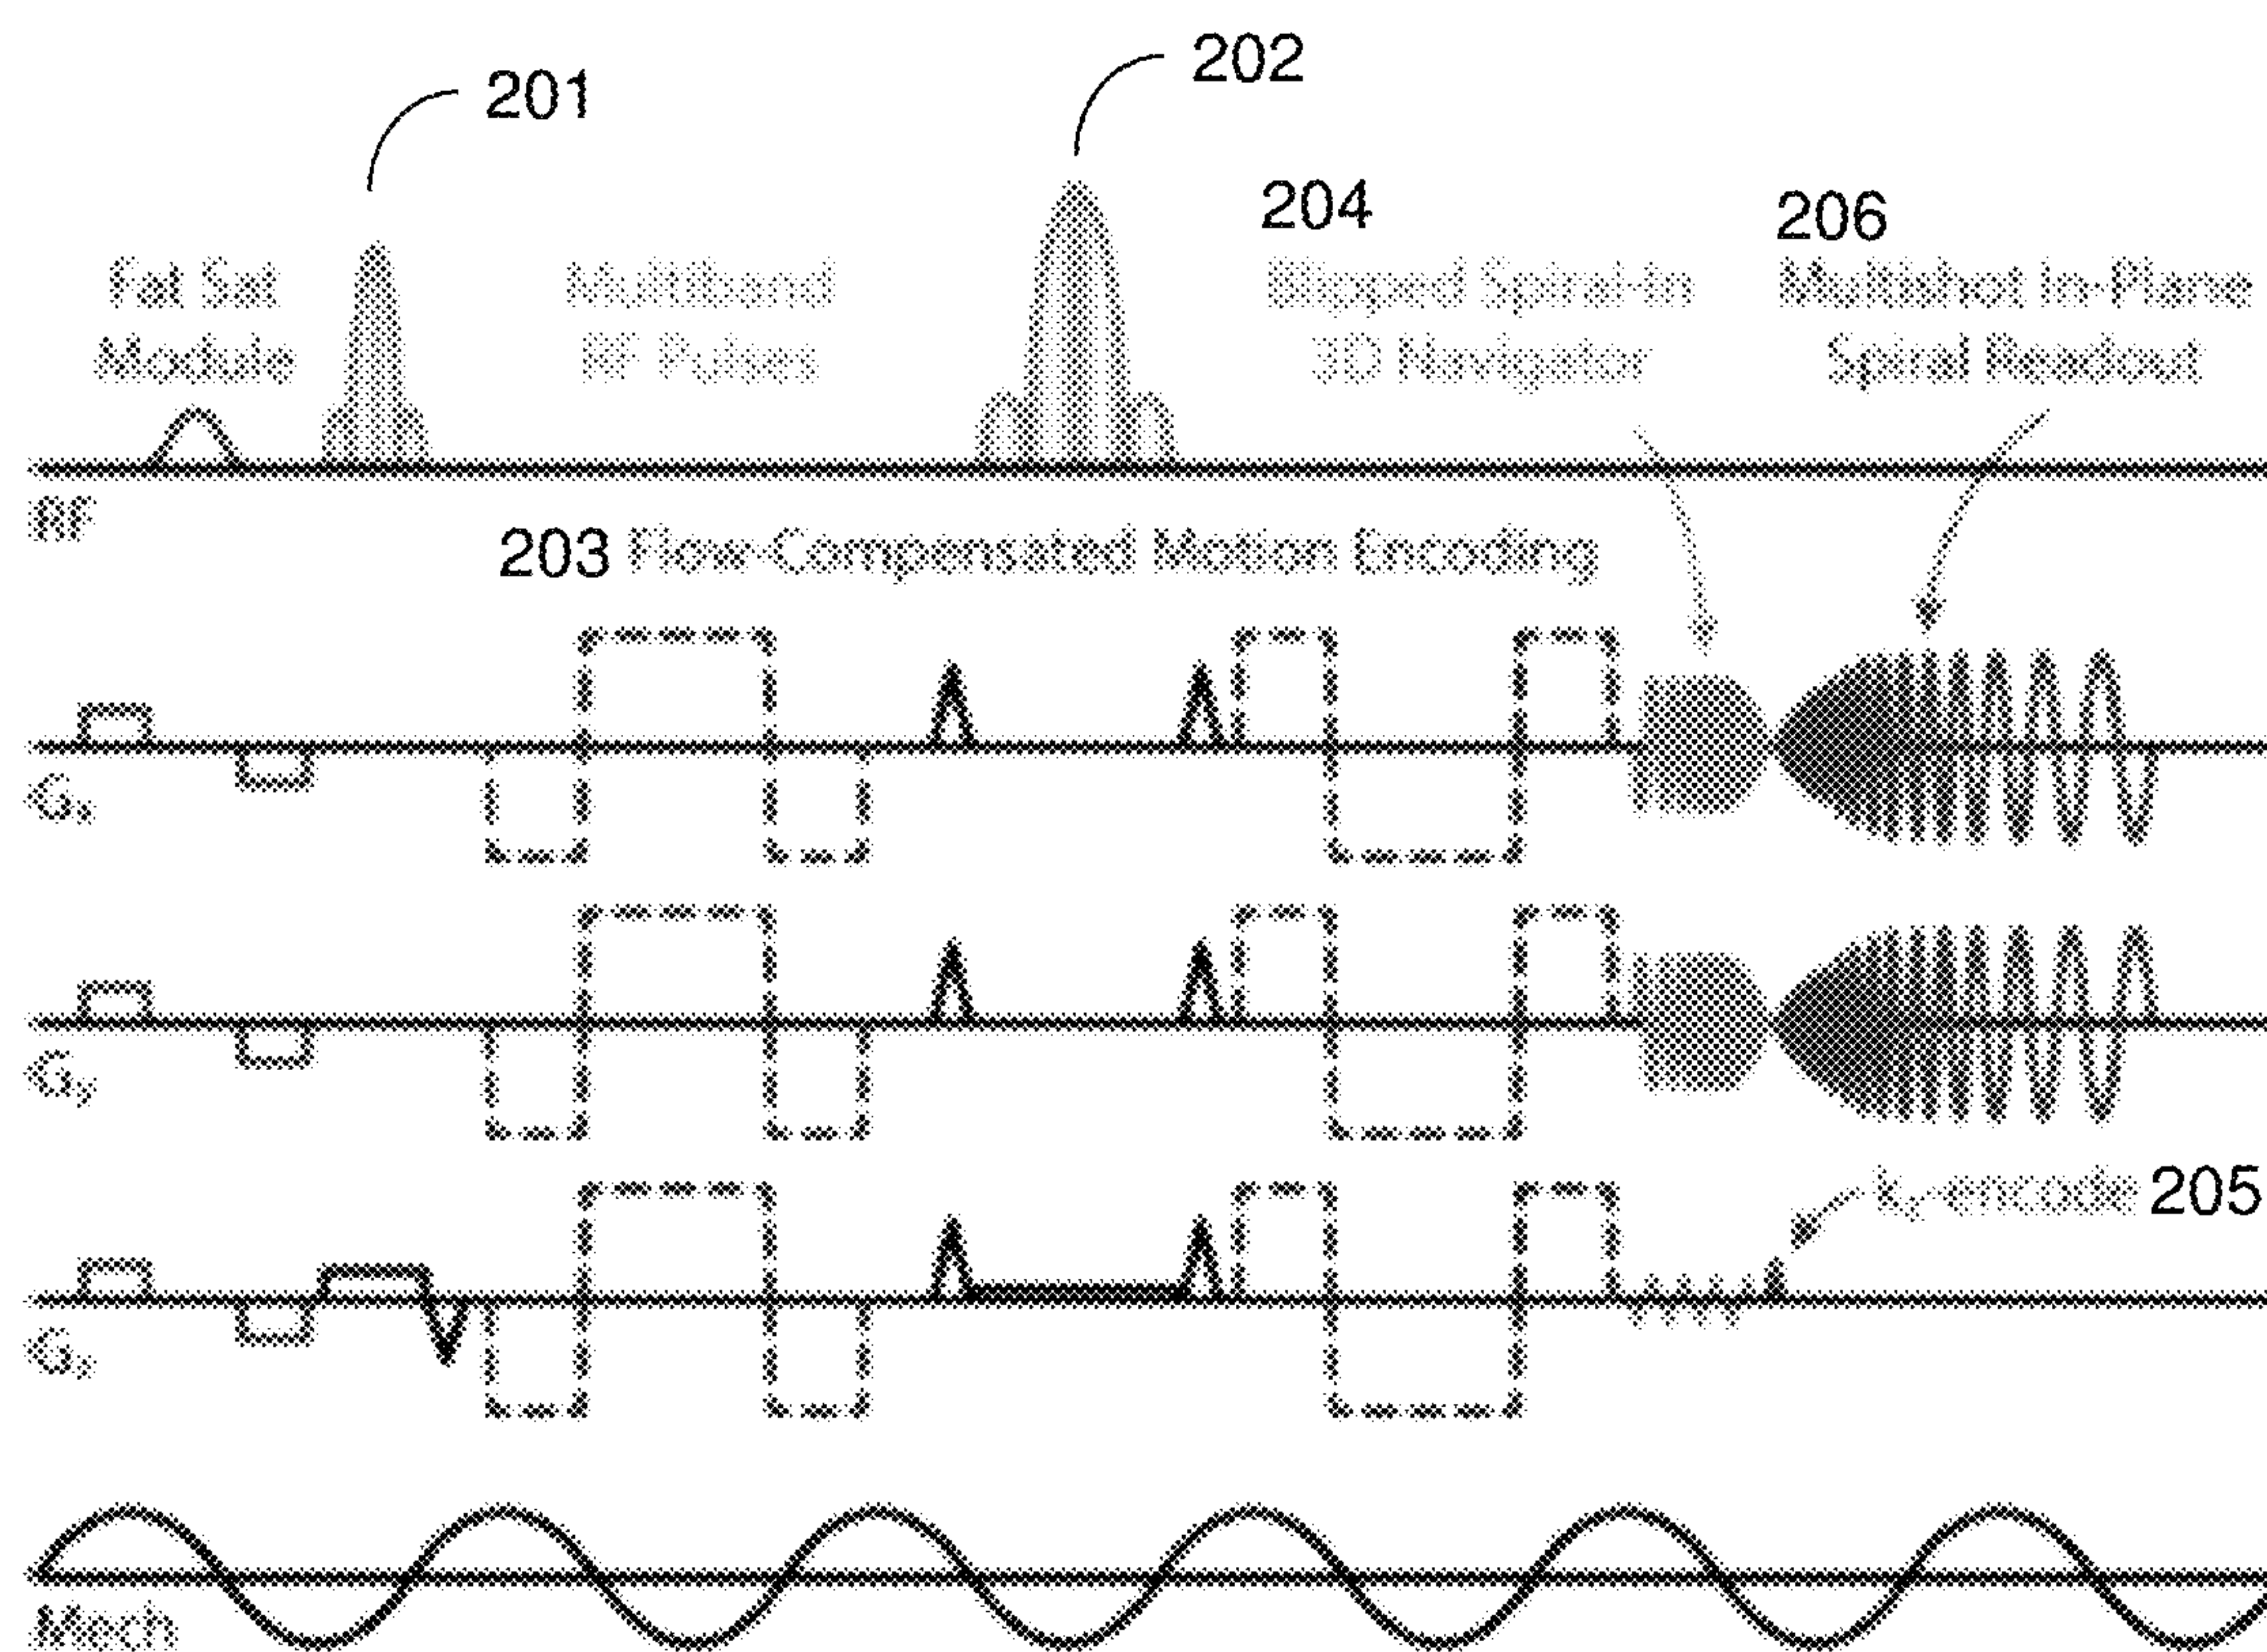 201
202
204
206
Fat Sat
Module
Multiband
RF Pulses
Blipped Spiral-In
3D Navigator
Multishot In-Plane
Spiral Readout
RF
203 Flow-Compensated Motion Encoding
Gx
Gy
kz-encode 205
Gz
Mech